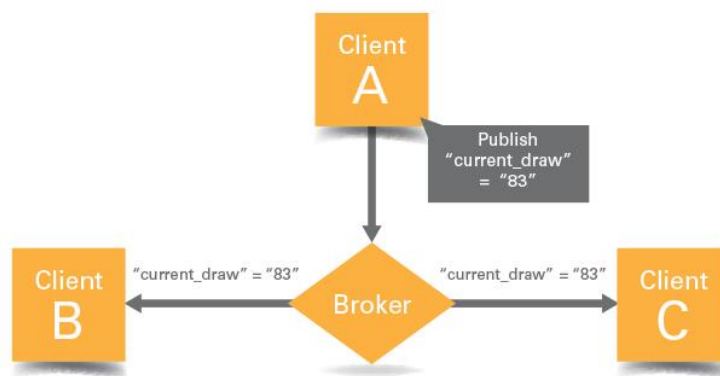 Client
A
Publish
“current_draw”
= “83”
Client
B
“current_draw” = “83”
Broker
“current_draw” = “83”
Client
C